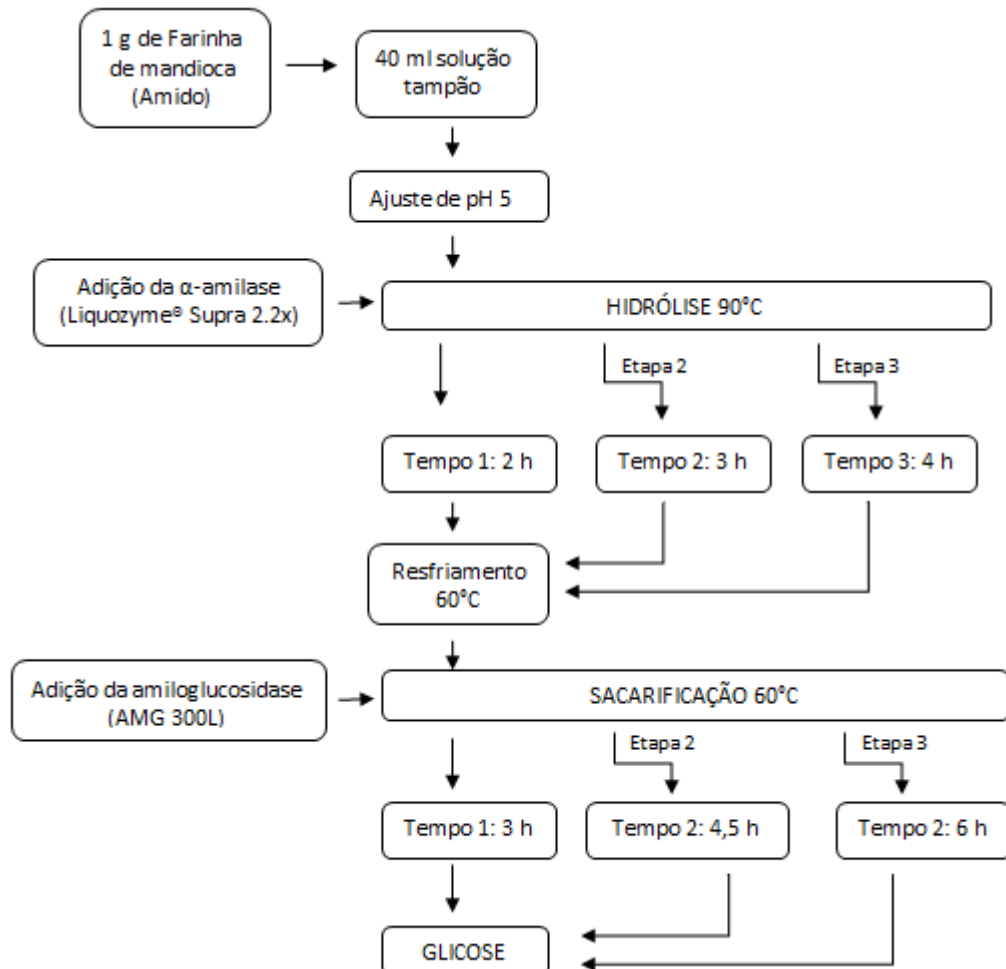 1 g de Farinha
de mandioca
(Amido)
40 ml solução
tampão
Ajuste de pH 5
Adição da α-amilase
(Liquozyme® Supra 2.2x)
HIDRÓLISE 90°C
Etapa 2
Etapa 3
Tempo 1: 2 h
Tempo 2: 3 h
Tempo 3: 4 h
Resfriamento
60°C
Adição da amiloglucosidase
(AMG 300L)
SACARIFICAÇÃO 60°C
Etapa 2
Etapa 3
Tempo 1: 3 h
Tempo 2: 4,5 h
Tempo 2: 6 h
GLICOSE